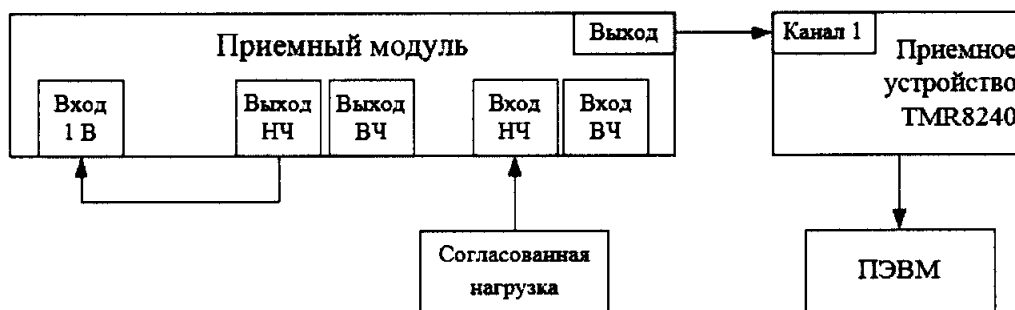 Приемный модуль
Выход
Канал 1
Приемное
устройство
TMR8240
Вход
1 В
Выход
НЧ
Выход
ВЧ
Вход
НЧ
Вход
ВЧ
Согласованная
нагрузка
ПЭВМ